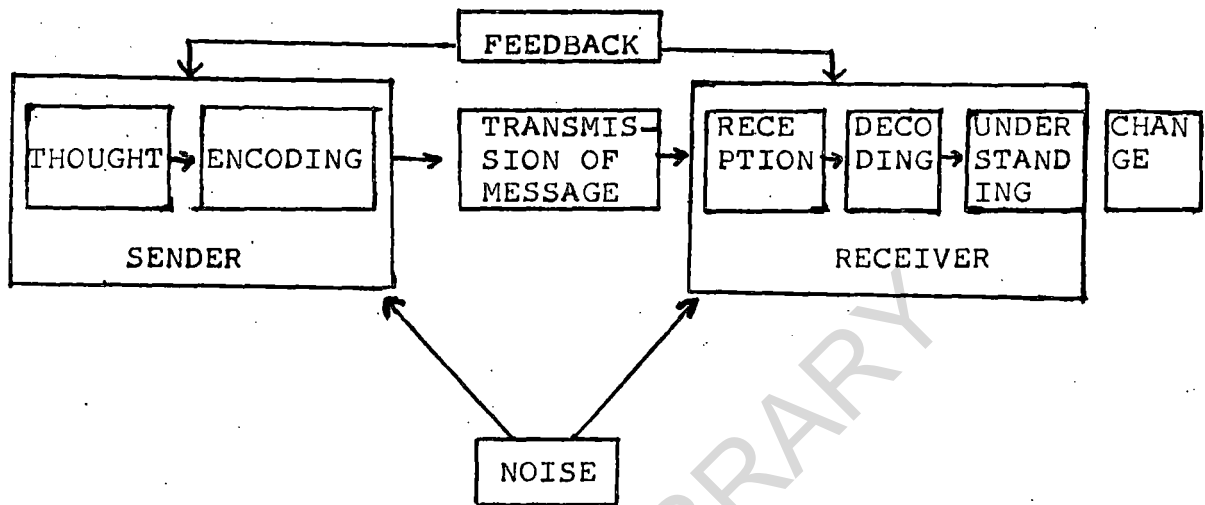 FEEDBACK
THOUGHT
ENCODING
TRANSMIS-
SION OF
MESSAGE
RECE
PTION
DECO
DING
UNDER
STAND
ING
CHAN
GE
SENDER
RECEIVER
NOISE